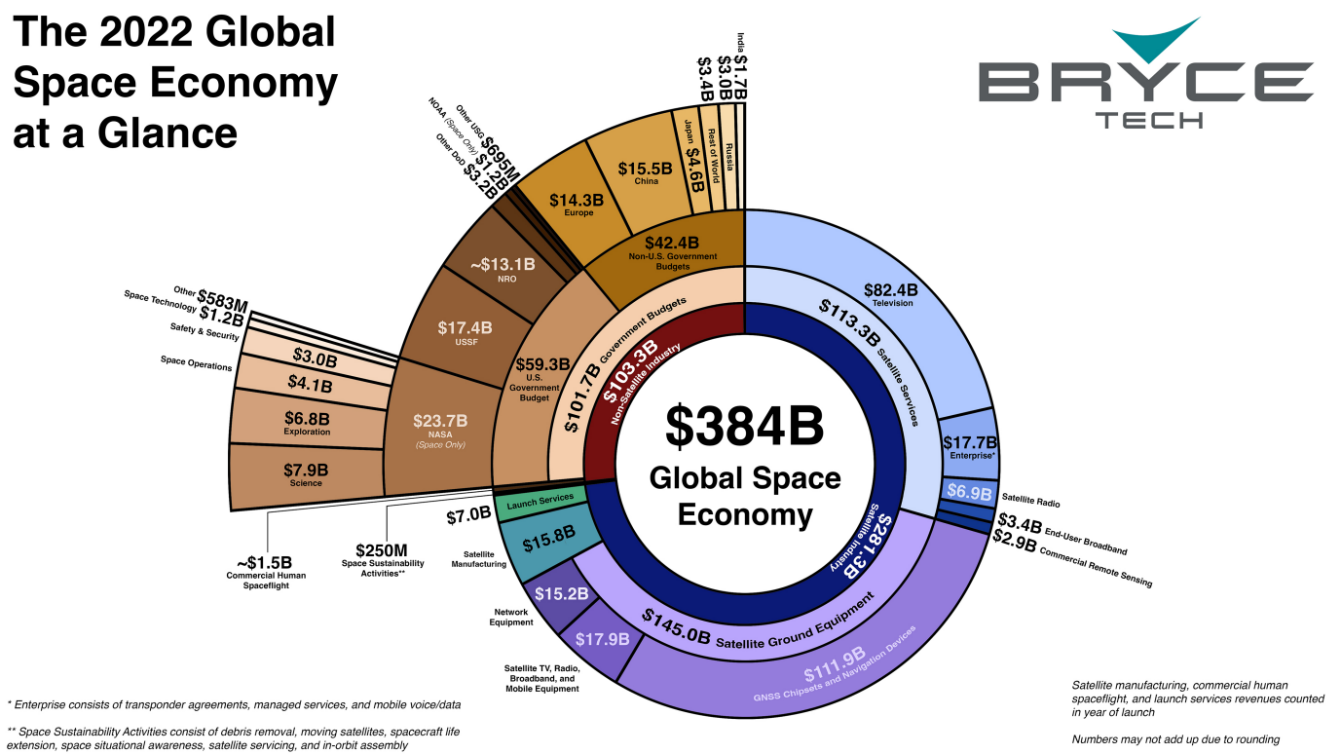 The 2022 Global
Space Economy
at a Glance
BRYCE
TECH
India $1.7B
$3.0B
Russia
$3.4B
Rest of World
Japan $4.6B
$15.5B
China
$14.3B
Europe
$42.4B
Non-U.S. Government
Budgets
Other USG $695M
NOAA (Space Only) $1.2B
Other DoD $3.2B
~$13.1B
NRO
$17.4B
USSF
$59.3B
U.S.
Government
Budget
$23.7B
NASA
(Space Only)
Other $583M
Space Technology $1.2B
Safety & Security
$3.0B
Space Operations
$4.1B
$6.8B
Exploration
$7.9B
Science
$101.7B Government Budgets
$103.3B
Non-Satellite Industry
$384B
Global Space
Economy
$281.3B
Satellite Industry
$113.3B Satellite Services
$82.4B
Television
$17.7B
Enterprise*
$6.9B Satellite Radio
$3.4B End-User Broadband
$2.9B Commercial Remote Sensing
$145.0B Satellite Ground Equipment
$111.9B
GNSS Chipsets and Navigation Devices
$17.9B
Satellite TV, Radio,
Broadband, and
Mobile Equipment
$15.2B
Network
Equipment
$15.8B
Satellite
Manufacturing
$7.0B
Launch Services
$250M
Space Sustainability
Activities**
~$1.5B
Commercial Human
Spaceflight
* Enterprise consists of transponder agreements, managed services, and mobile voice/data
** Space Sustainability Activities consist of debris removal, moving satellites, spacecraft life
extension, space situational awareness, satellite servicing, and in-orbit assembly
Satellite manufacturing, commercial human
spaceflight, and launch services revenues counted
in year of launch
Numbers may not add up due to rounding